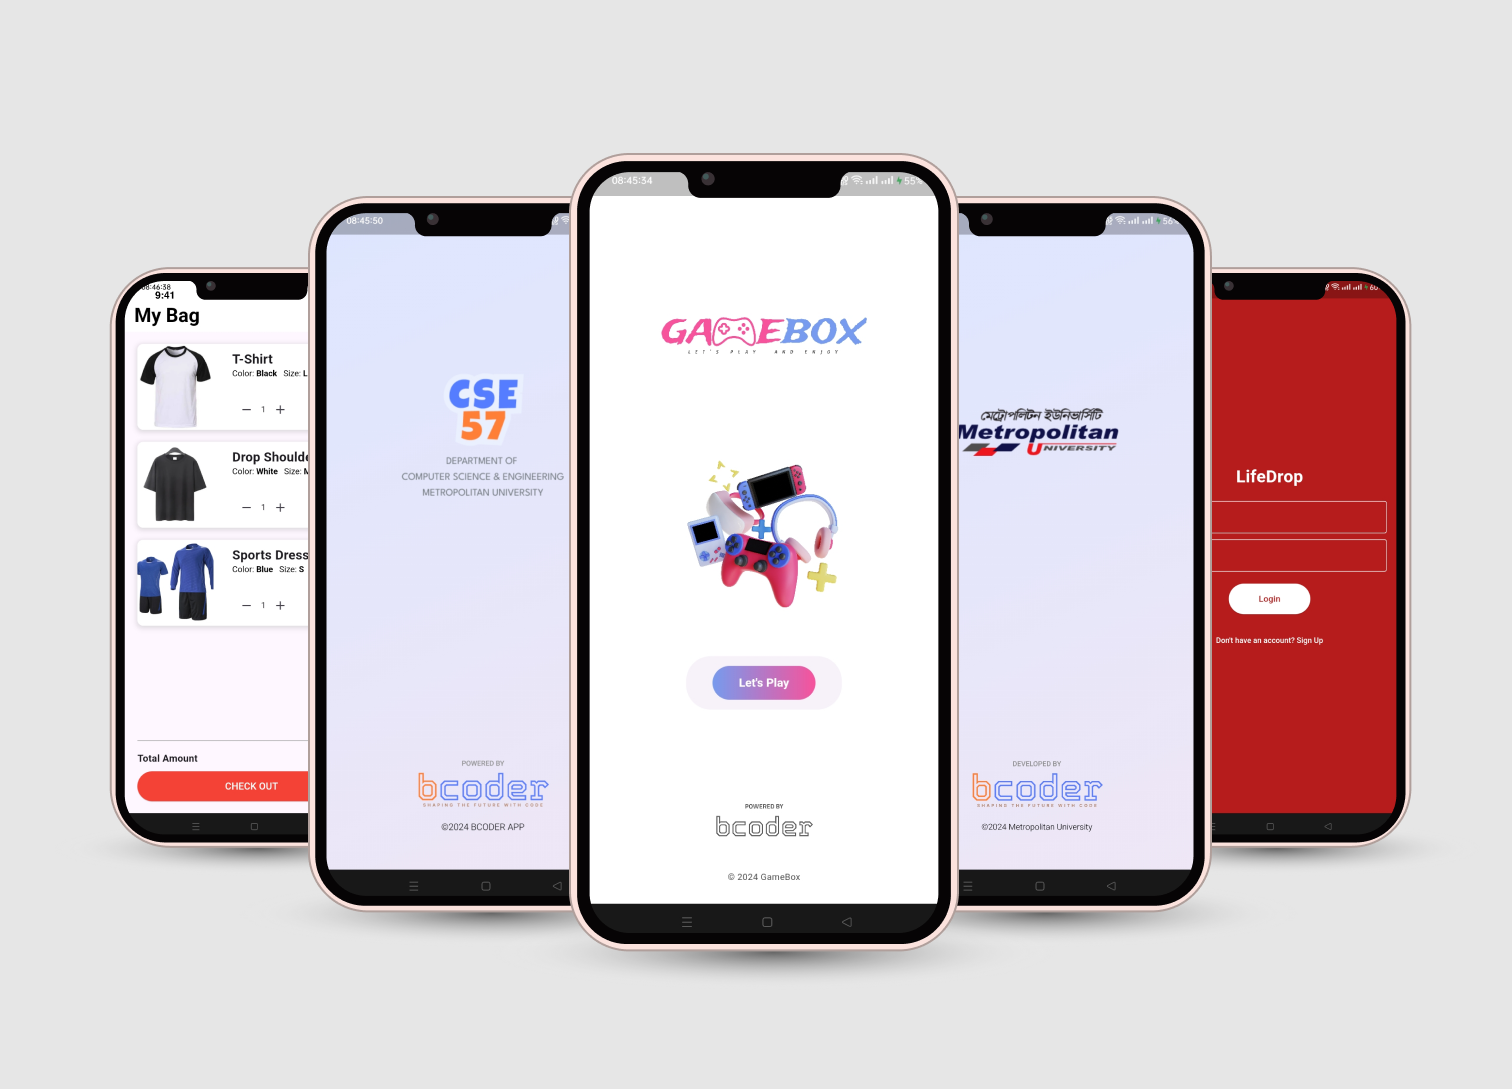 08:46:38
9:41
My Bag
T-Shirt
Color: Black Size: L
1
Drop Shoulde
Color: White Size: M
1
Sports Dress
Color: Blue Size: S
1
Total Amount
CHECK OUT
08:45:50
CSE
57
DEPARTMENT OF
COMPUTER SCIENCE & ENGINEERING
METROPOLITAN UNIVERSITY
POWERED BY
bcoder
SHAPING THE FUTURE WITH CODE
©2024 BCODER APP
08:45:34
55%
GAMEBOX
LET'S PLAY AND ENJOY
Let's Play
POWERED BY
bcoder
© 2024 GameBox
56
মেট্রোপলিটন ইউনিভার্সিটি
Metropolitan
UNIVERSITY
DEVELOPED BY
bcoder
SHAPING THE FUTURE WITH CODE
©2024 Metropolitan University
60
LifeDrop
Login
Don't have an account? Sign Up